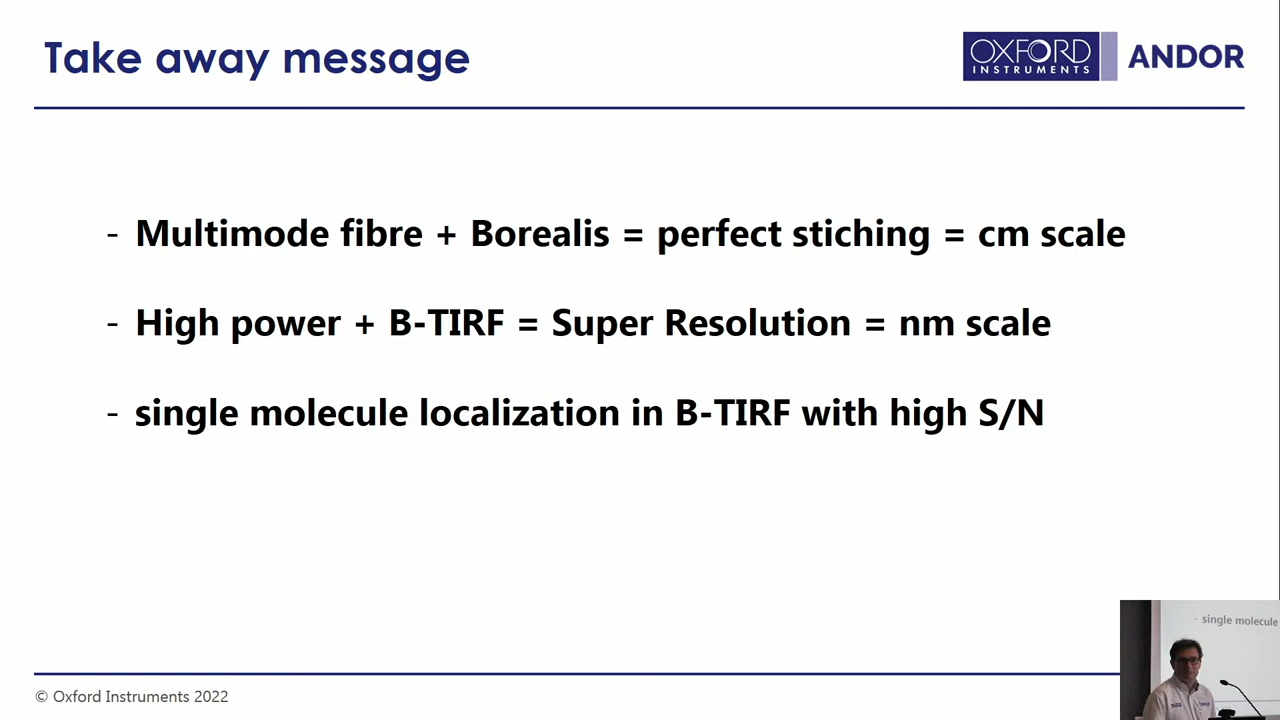 Take away message
OXFORD
INSTRUMENTS
ANDOR
- Multimode fibre + Borealis = perfect stiching = cm scale
- High power + B-TIRF = Super Resolution = nm scale
- single molecule localization in B-TIRF with high S/N
© Oxford Instruments 2022
- single molecule